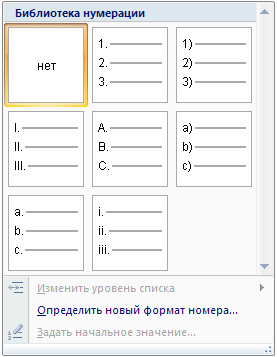 Библиотека нумерации
нет
1.
2.
3.
1)
2)
3)
I.
II.
III.
A.
B.
C.
a)
b)
c)
a.
b.
c.
i.
ii.
iii.
Изменить уровень списка
Определить новый формат номера...
Задать начальное значение...